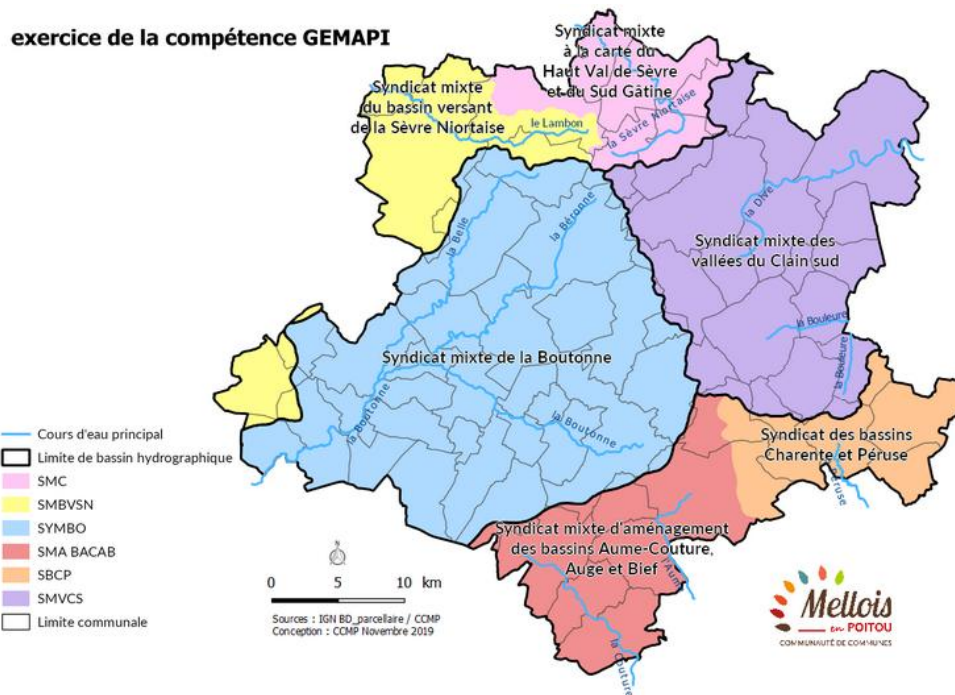 exercice de la compétence GEMAPI
Syndicat mixte
à la carte du
Haut Val de Sèvre
et du Sud Gâtine
Syndicat mixte
du bassin versant
de la Sèvre Niortaise
le Lambon
la Sèvre Niortaise
la Dive
Syndicat mixte des
vallées du Clain sud
la Belle
la Béronne
la Bouleure
la Bouleure
Syndicat mixte de la Boutonne
la Boutonne
la Boutonne
Syndicat des bassins
Charente et Péruse
la Péruse
Syndicat mixte d'aménagement
des bassins Aume-Couture,
Auge et Bief
l'Aume
la Couture
Cours d'eau principal
Limite de bassin hydrographique
SMC
SMBVSN
SYMBO
SMA BACAB
SBCP
SMVCS
Limite communale
N
0 5 10 km
Sources : IGN BD_parcellaire / CCMP
Conception : CCMP Novembre 2019
Mellois
en POITOU
COMMUNAUTÉ DE COMMUNES